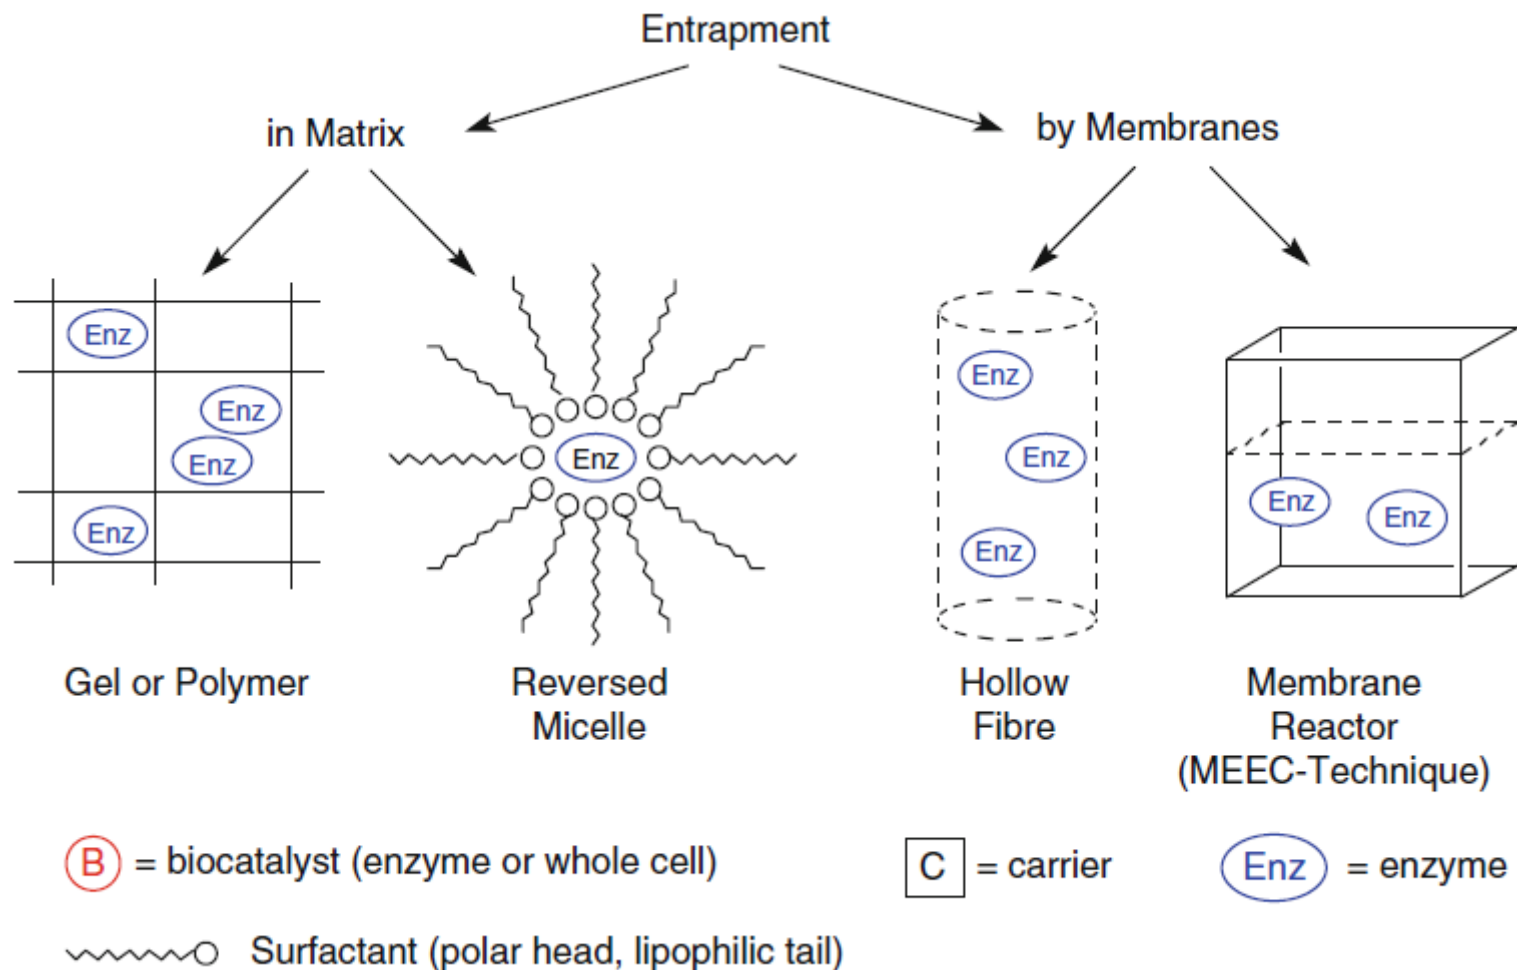 Entrapment
in Matrix
by Membranes
Enz
Enz
Enz
Enz
Enz
Enz
Enz
Enz
Enz
Enz
Gel or Polymer
Reversed
Micelle
Hollow
Fibre
Membrane
Reactor
(MEEC-Technique)
B = biocatalyst (enzyme or whole cell)
C = carrier
Enz = enzyme
Surfactant (polar head, lipophilic tail)